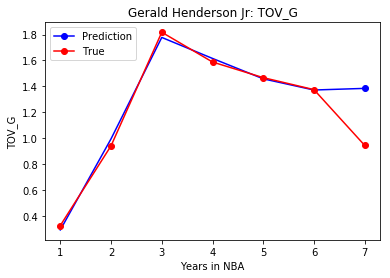 Gerald Henderson Jr: TOV_G
Prediction
True
TOV_G
1.8
1.6
1.4
1.2
1.0
0.8
0.6
0.4
1 2 3 4 5 6 7
Years in NBA